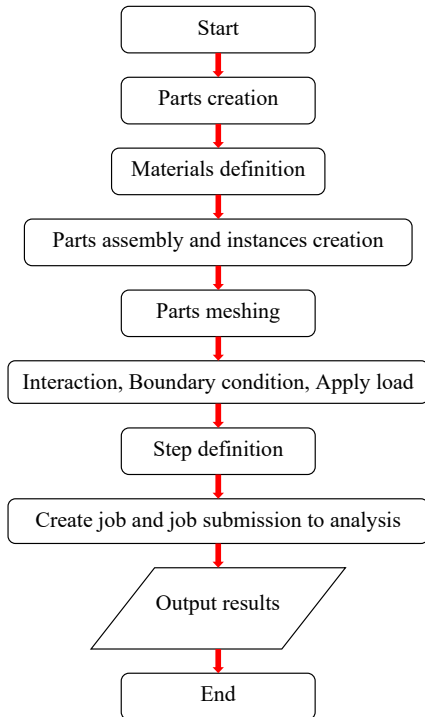 Start
Parts creation
Materials definition
Parts assembly and instances creation
Parts meshing
Interaction, Boundary condition, Apply load
Step definition
Create job and job submission to analysis
Output results
End